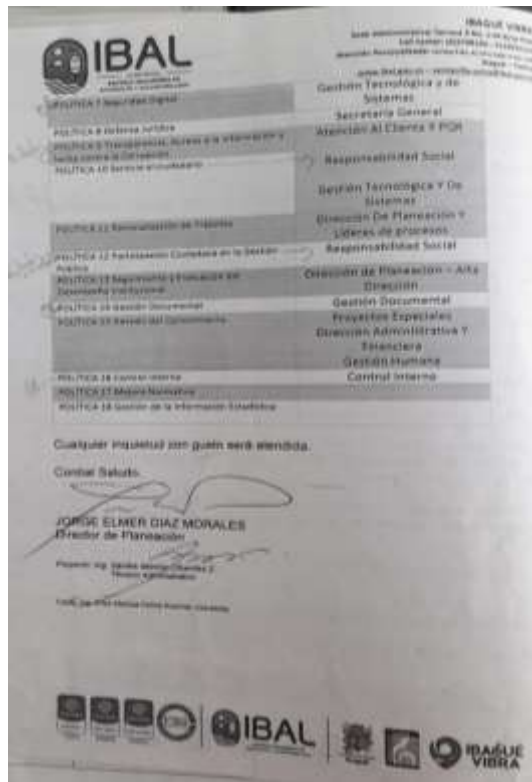 IBAGUÉ VIBRA
IBAL
POLÍTICA 7 Seguridad Digital
Gestión Tecnológica y de
Sistemas
POLÍTICA 8 Defensa Jurídica
Secretaría General
POLÍTICA 9 Transparencia, Acceso a la información y
lucha contra la Corrupción
Atención Al Cliente Y PQR
POLÍTICA 10 Servicio al ciudadano
Responsabilidad Social
Gestión Tecnológica Y De
Sistemas
POLÍTICA 11 Racionalización de Trámites
Dirección De Planeación Y
Líderes de procesos
POLÍTICA 12 Participación Ciudadana en la Gestión
Pública
Responsabilidad Social
POLÍTICA 13 Seguimiento y Evaluación del
Desempeño Institucional
Dirección de Planeación – Alta
Dirección
POLÍTICA 14 Gestión Documental
Gestión Documental
POLÍTICA 15 Gestión del Conocimiento
Proyectos Especiales
Dirección Administrativa Y
Financiera
Gestión Humana
POLÍTICA 16 Control Interno
Control Interno
POLÍTICA 17 Mejora Normativa
POLÍTICA 18 Gestión de la Información Estadística
Cualquier inquietud con gusto será atendida.
Cordial Saludo,
JORGE ELMER DIAZ MORALES
Director de Planeación
IBAL
IBAGUÉ
VIBRA